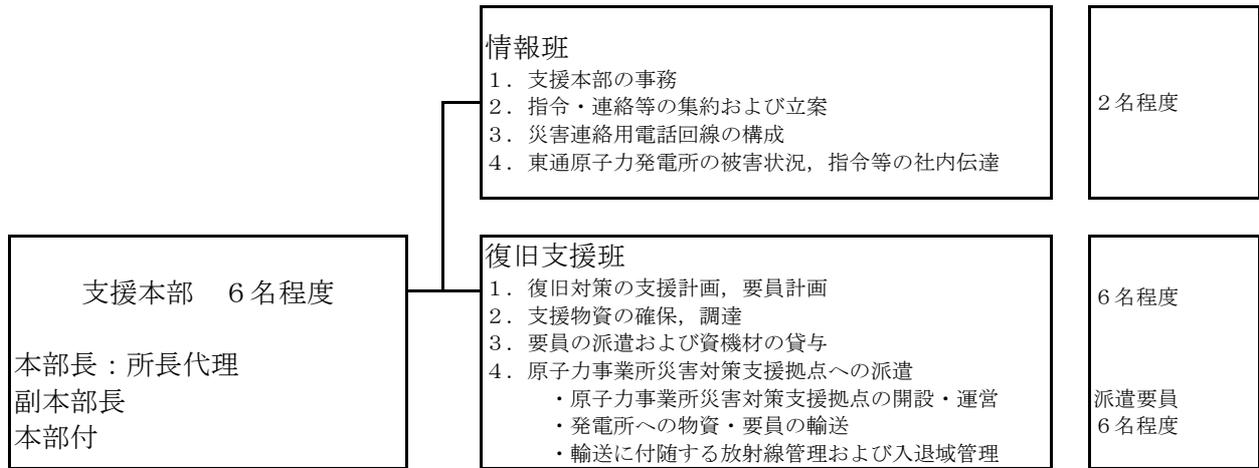 情報班
１．支援本部の事務
２．指令・連絡等の集約および立案
３．災害連絡用電話回線の構成
４．東通原子力発電所の被害状況，指令等の社内伝達
２名程度
支援本部　６名程度
本部長：所長代理
副本部長
本部付
復旧支援班
１．復旧対策の支援計画，要員計画
２．支援物資の確保，調達
３．要員の派遣および資機材の貸与
４．原子力事業所災害対策支援拠点への派遣
・原子力事業所災害対策支援拠点の開設・運営
・発電所への物資・要員の輸送
・輸送に付随する放射線管理および入退域管理
６名程度
派遣要員
６名程度